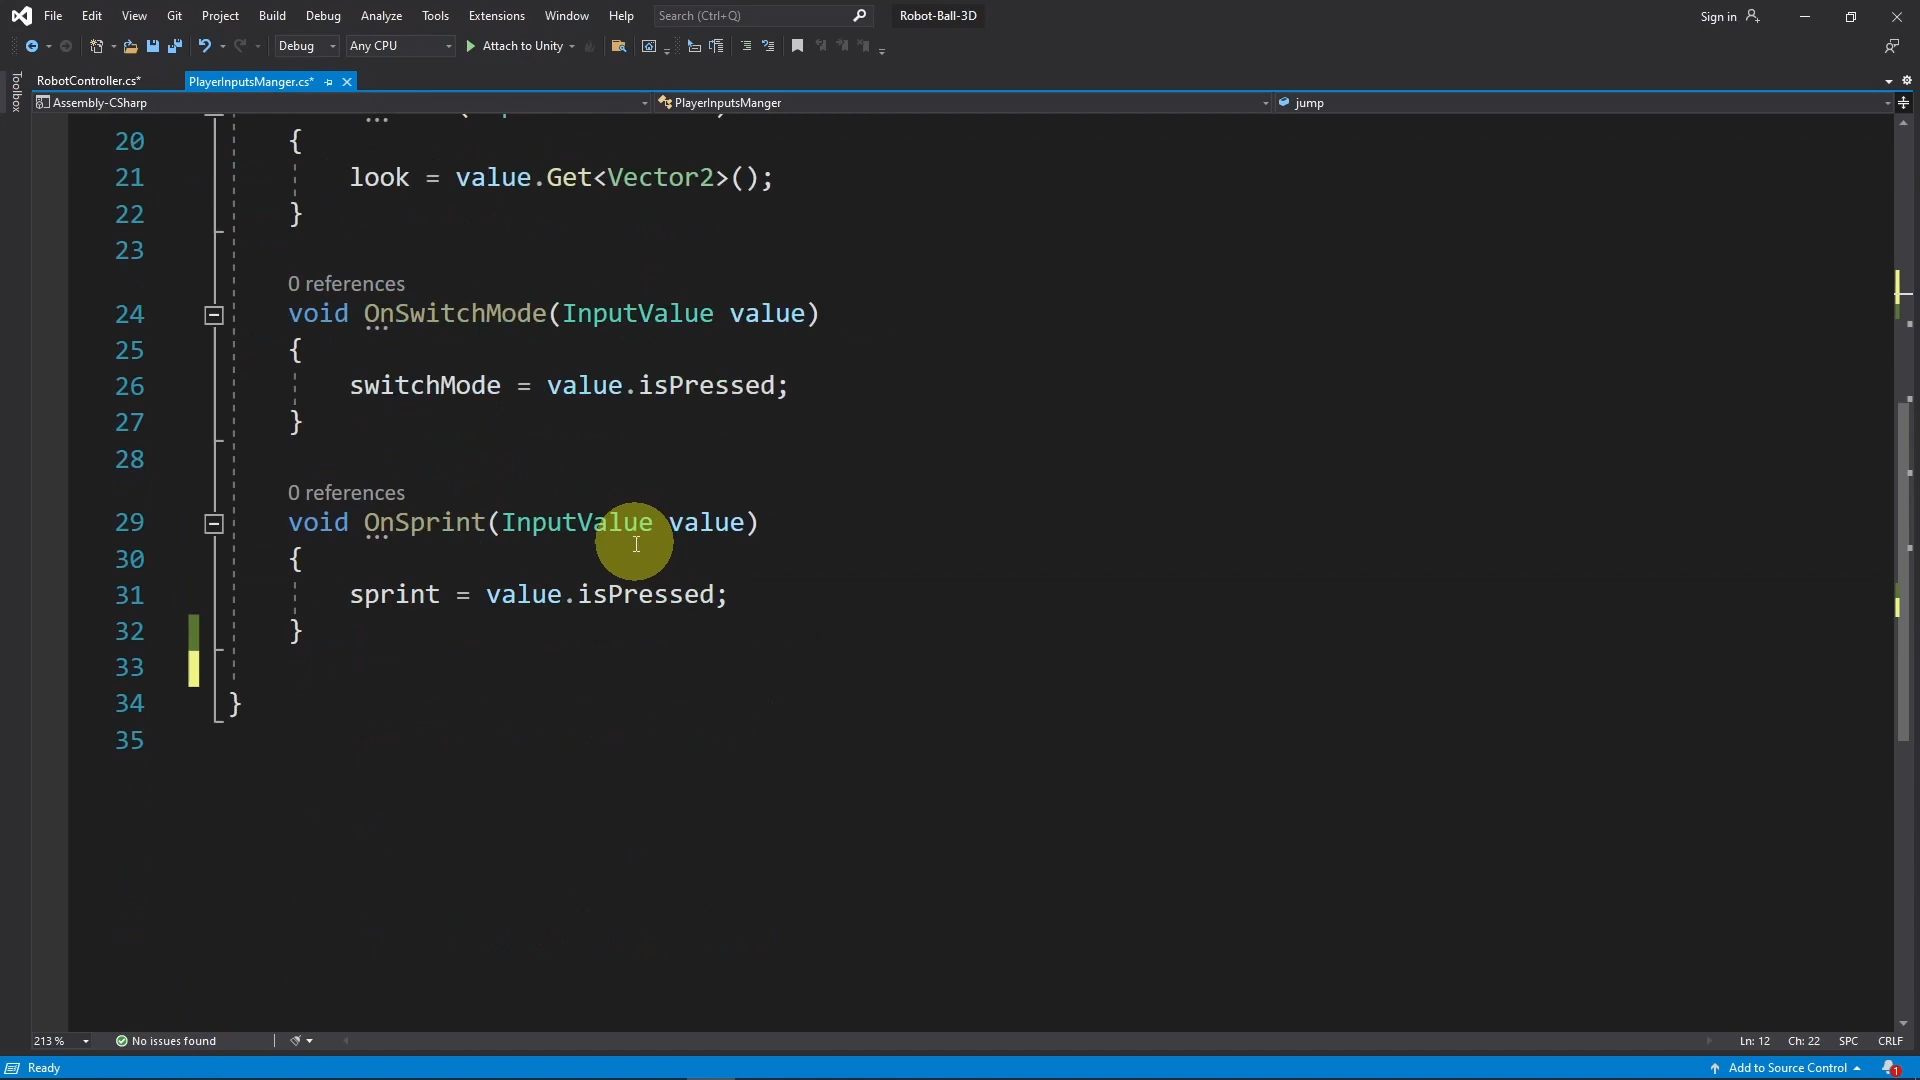 File Edit View Git Project Build Debug Analyze Tools Extensions Window Help Search (Ctrl+Q) Robot-Ball-3D Sign in
Debug Any CPU Attach to Unity
Toolbox
RobotController.cs* PlayerInputsManger.cs*
Assembly-CSharp PlayerInputsManger jump
20 {
21 look = value.Get<Vector2>();
22 }
23
0 references
24 void OnSwitchMode(InputValue value)
25 {
26 switchMode = value.isPressed;
27 }
28
0 references
29 void OnSprint(InputValue value)
30 {
31 sprint = value.isPressed;
32 }
33
34 }
35
213 % No issues found Ln: 12 Ch: 22 SPC CRLF
Ready Add to Source Control 1